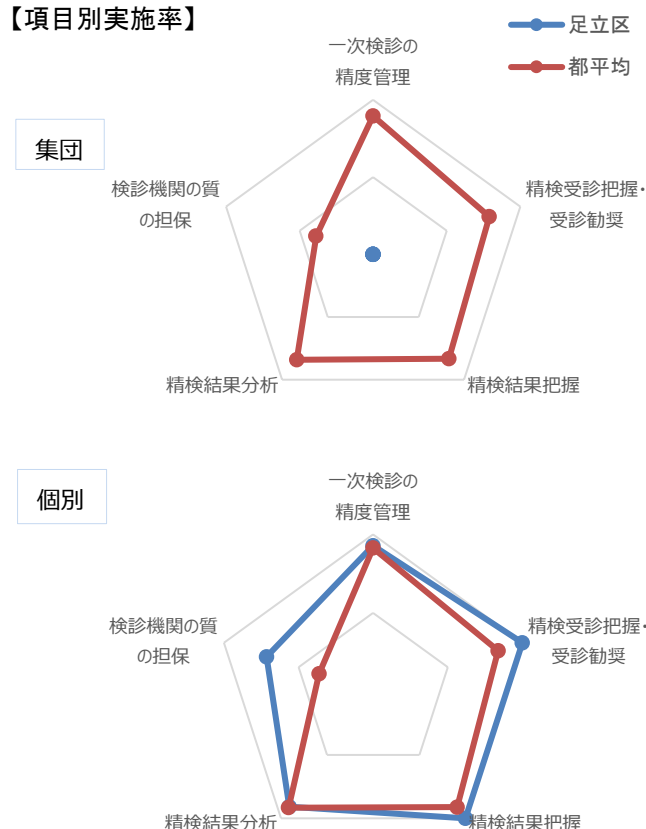 【項目別実施率】
足立区
都平均
集団
一次検診の
精度管理
精検受診把握・
受診勧奨
精検結果把握
精検結果分析
検診機関の質
の担保
個別
一次検診の
精度管理
精検受診把握・
受診勧奨
精検結果把握
精検結果分析
検診機関の質
の担保